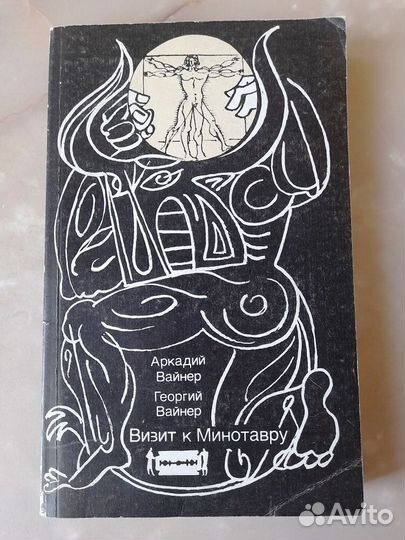 Аркадий
Вайнер
Георгий
Вайнер
Визит к Минотавру
Avito